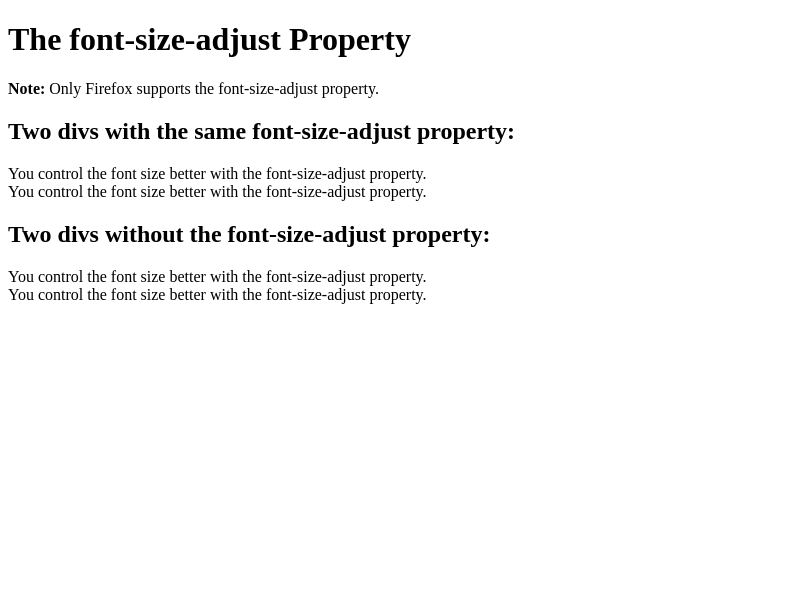 The font-size-adjust Property
Note: Only Firefox supports the font-size-adjust property.
Two divs with the same font-size-adjust property:
You control the font size better with the font-size-adjust property.
You control the font size better with the font-size-adjust property.
Two divs without the font-size-adjust property:
You control the font size better with the font-size-adjust property.
You control the font size better with the font-size-adjust property.